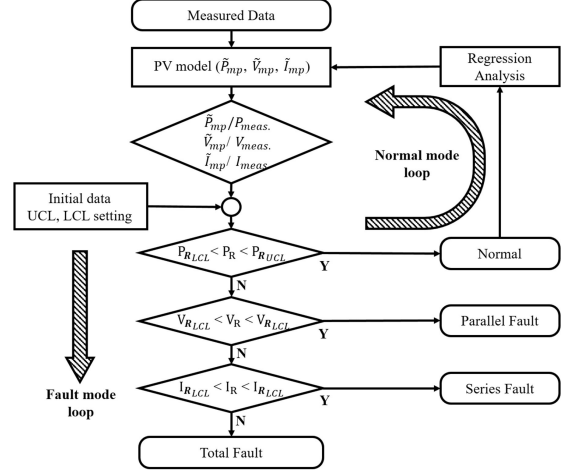 Measured Data
PV model (P̃mp, Ṽmp, Ĩmp)
Regression
Analysis
P̃mp/Pmeas.
Ṽmp/ Vmeas.
Ĩmp/ Imeas.
Normal mode
loop
Initial data
UCL, LCL setting
PRLCL < PR < PRUCL
Y
Normal
N
VRLCL < VR < VRLCL
Y
Parallel Fault
N
IRLCL < IR < IRLCL
Y
Series Fault
N
Fault mode
loop
Total Fault